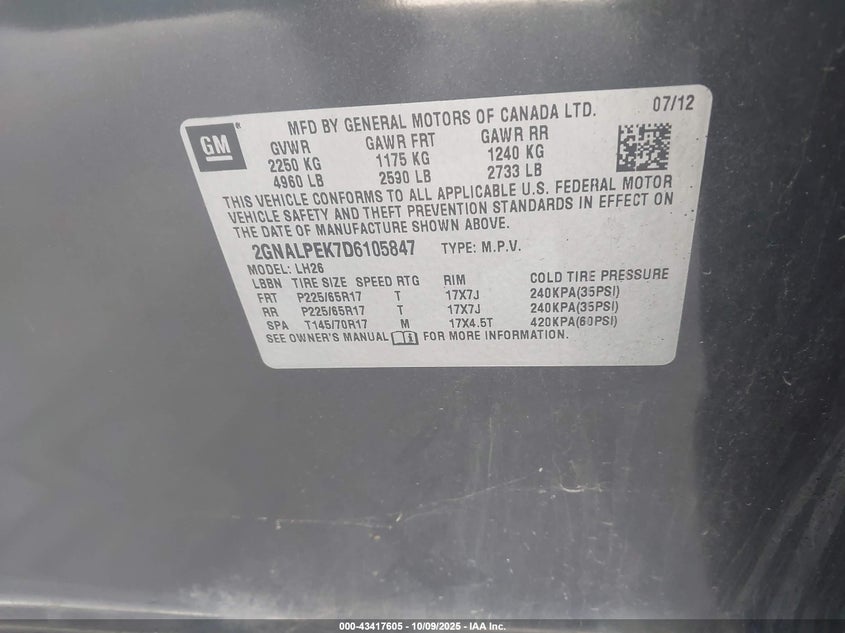 GM ®
MFD BY GENERAL MOTORS OF CANADA LTD. 07/12
GVWR GAWR FRT GAWR RR
2250 KG 1175 KG 1240 KG
4960 LB 2590 LB 2733 LB
THIS VEHICLE CONFORMS TO ALL APPLICABLE U.S. FEDERAL MOTOR
VEHICLE SAFETY AND THEFT PREVENTION STANDARDS IN EFFECT ON
THE DATE OF MANUFACTURE SHOWN ABOVE.
2GNALPEK7D6105847 TYPE: M.P.V.
MODEL: LH26
LBBN TIRE SIZE SPEED RTG RIM COLD TIRE PRESSURE
FRT P225/65R17 T 17X7J 240KPA(35PSI)
RR P225/65R17 T 17X7J 240KPA(35PSI)
SPA T145/70R17 M 17X4.5T 420KPA(60PSI)
SEE OWNER'S MANUAL FOR MORE INFORMATION.
000-43417605 - 10/09/2025 - IAA Inc.